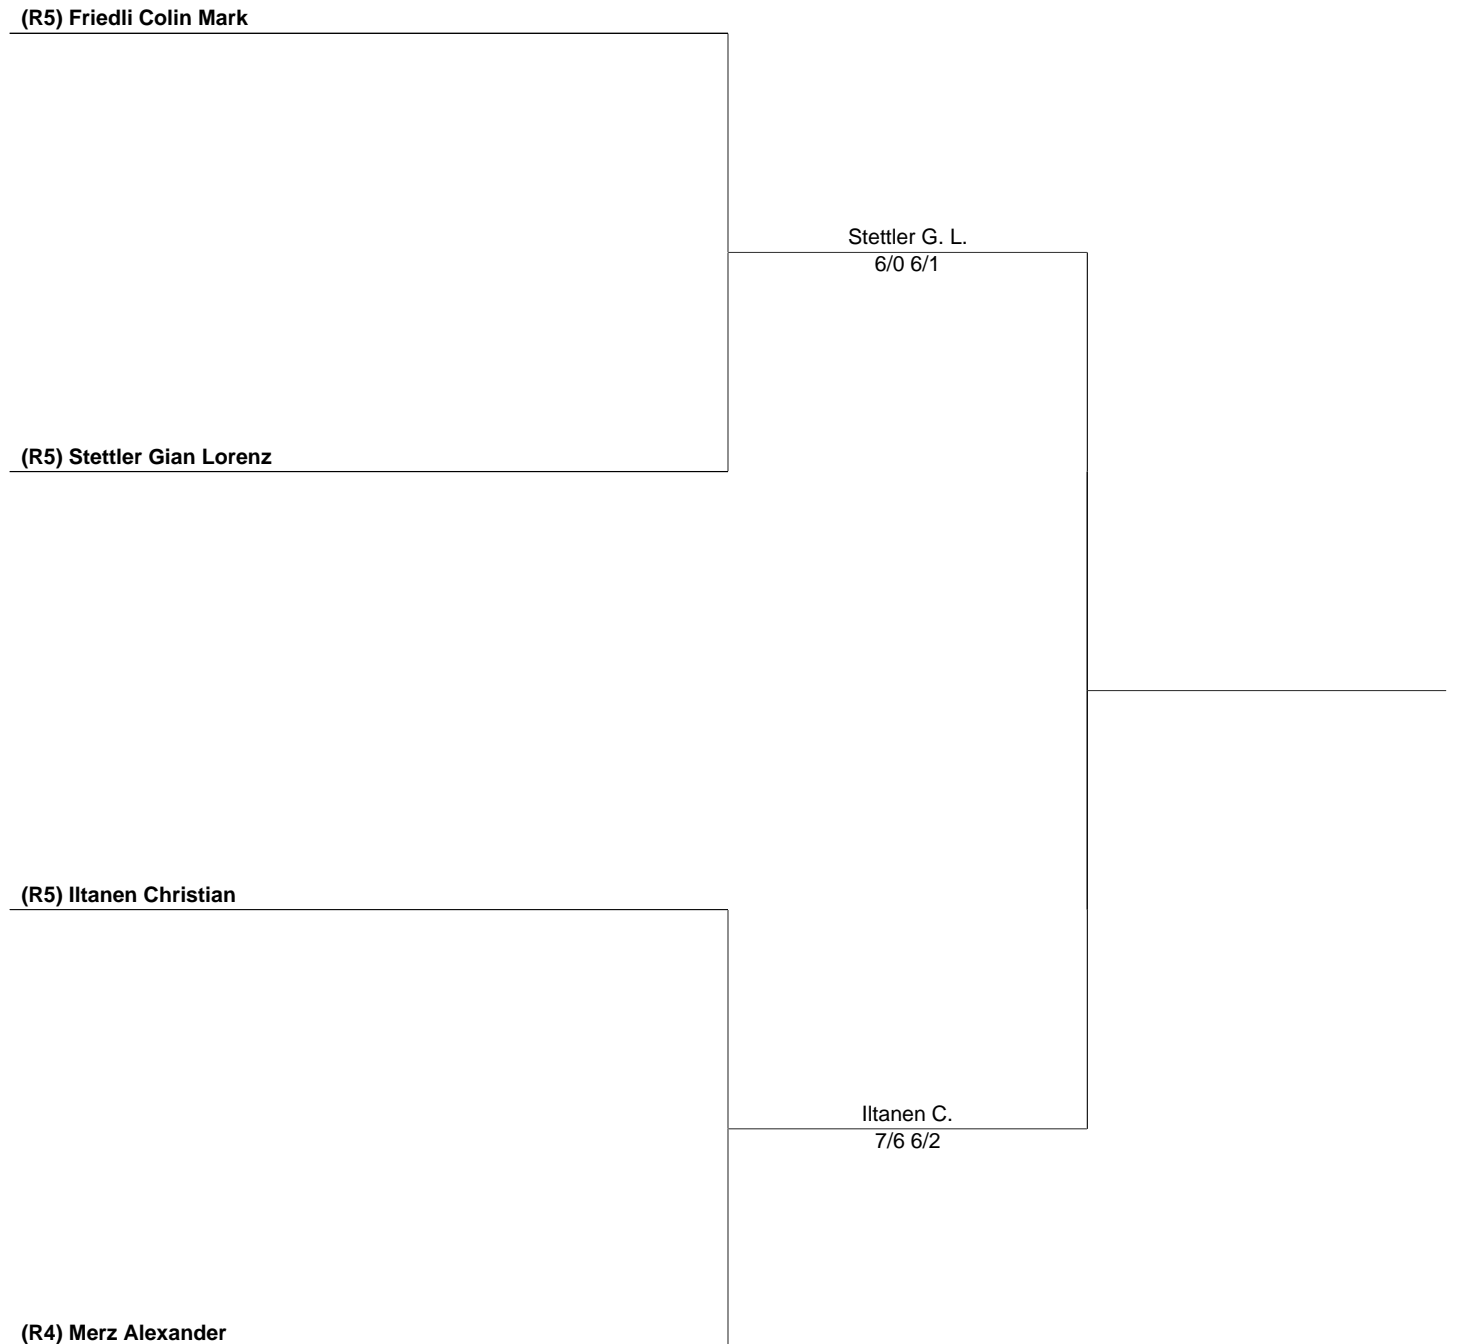 (R5) Friedli Colin Mark
Stettler G. L.
6/0 6/1
(R5) Stettler Gian Lorenz
(R5) Iltanen Christian
Iltanen C.
7/6 6/2
(R4) Merz Alexander